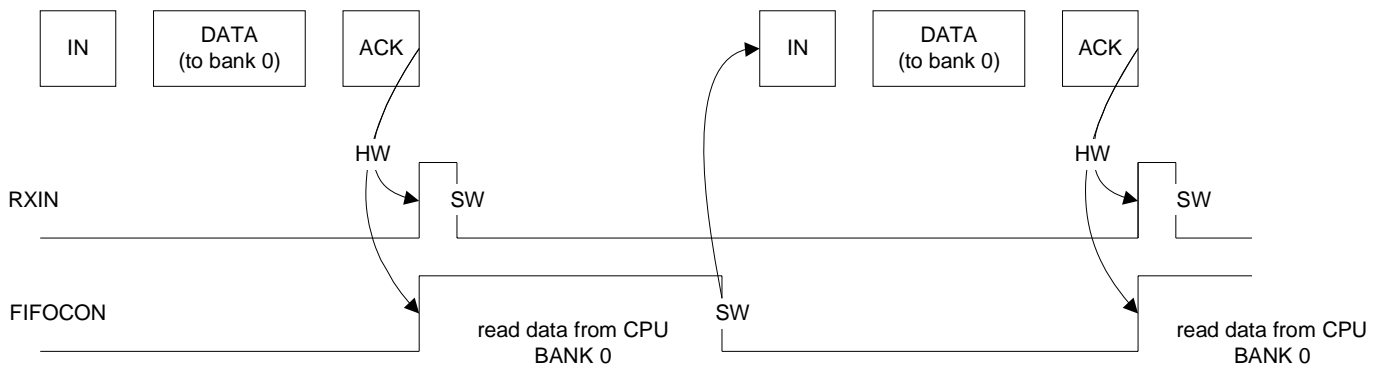 IN
DATA
(to bank 0)
ACK
IN
DATA
(to bank 0)
ACK
HW
HW
RXIN
SW
SW
FIFOCON
SW
read data from CPU
BANK 0
read data from CPU
BANK 0